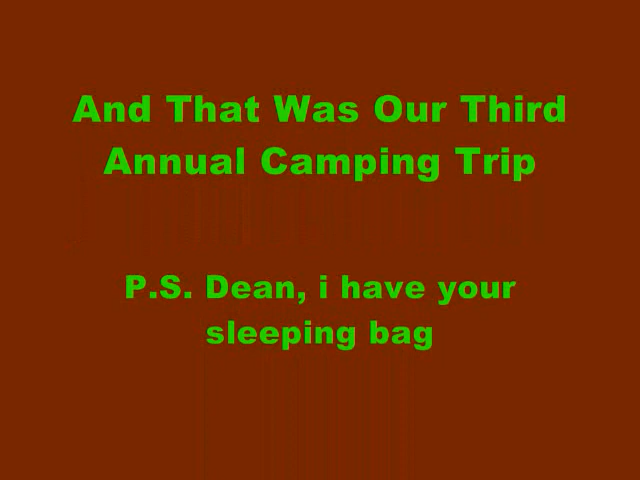 And That Was Our Third
Annual Camping Trip
P.S. Dean, i have your
sleeping bag